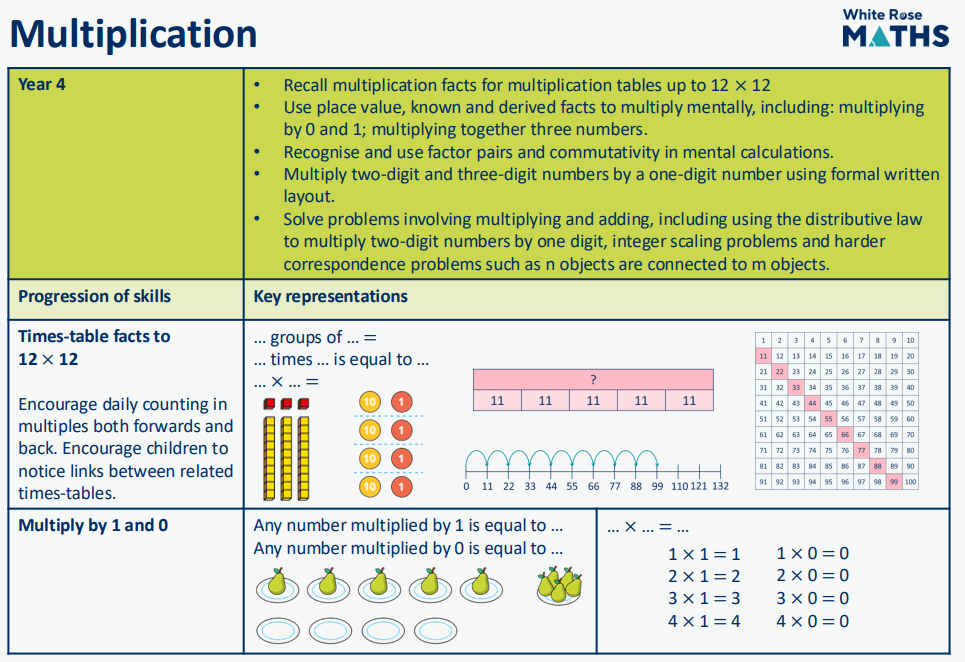 Multiplication
White Rose
MATHS
Year 4
• Recall multiplication facts for multiplication tables up to 12 × 12
• Use place value, known and derived facts to multiply mentally, including: multiplying
by 0 and 1; multiplying together three numbers.
• Recognise and use factor pairs and commutativity in mental calculations.
• Multiply two-digit and three-digit numbers by a one-digit number using formal written
layout.
• Solve problems involving multiplying and adding, including using the distributive law
to multiply two-digit numbers by one digit, integer scaling problems and harder
correspondence problems such as n objects are connected to m objects.
Progression of skills
Key representations
Times-table facts to
12 × 12
Encourage daily counting in
multiples both forwards and
back. Encourage children to
notice links between related
times-tables.
... groups of ... =
... times ... is equal to ...
... × ... =
10 1
10 1
10 1
10 1
?
11 11 11 11 11
0 11 22 33 44 55 66 77 88 99 110 121 132
1 2 3 4 5 6 7 8 9 10
11 12 13 14 15 16 17 18 19 20
21 22 23 24 25 26 27 28 29 30
31 32 33 34 35 36 37 38 39 40
41 42 43 44 45 46 47 48 49 50
51 52 53 54 55 56 57 58 59 60
61 62 63 64 65 66 67 68 69 70
71 72 73 74 75 76 77 78 79 80
81 82 83 84 85 86 87 88 89 90
91 92 93 94 95 96 97 98 99 100
Multiply by 1 and 0
Any number multiplied by 1 is equal to ...
Any number multiplied by 0 is equal to ...
... × ... = ...
1 × 1 = 1 1 × 0 = 0
2 × 1 = 2 2 × 0 = 0
3 × 1 = 3 3 × 0 = 0
4 × 1 = 4 4 × 0 = 0